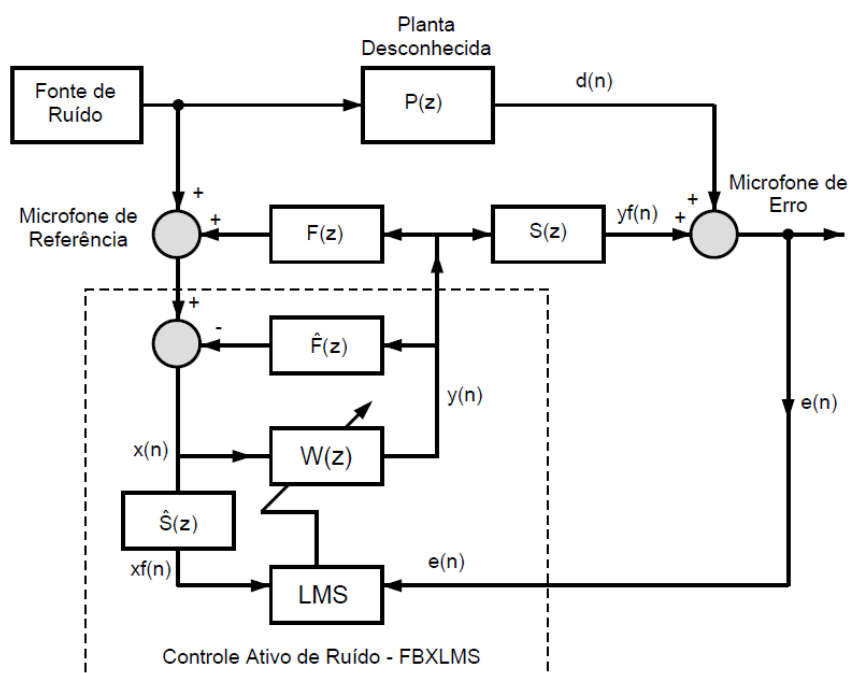 Planta
Desconhecida
Fonte de
Ruído
P(z)
d(n)
+
Microfone de
Referência
+
F(z)
S(z)
yf(n)
+
+
Microfone de
Erro
+
-
F̂(z)
y(n)
e(n)
x(n)
W(z)
Ŝ(z)
xf(n)
LMS
e(n)
Controle Ativo de Ruído - FBXLMS